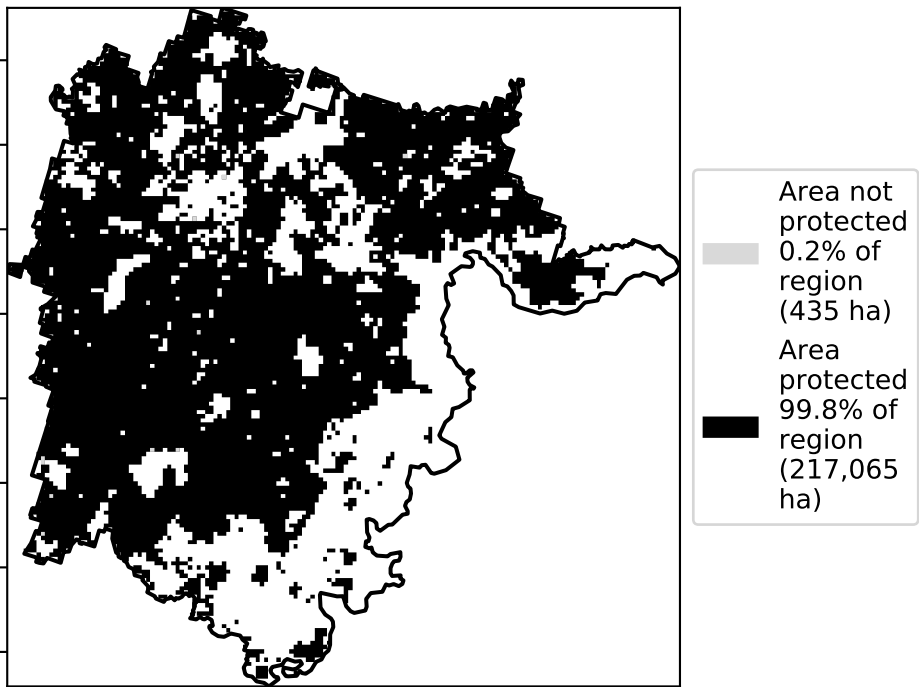 Area not
protected
0.2% of
region
(435 ha)
Area
protected
99.8% of
region
(217,065
ha)